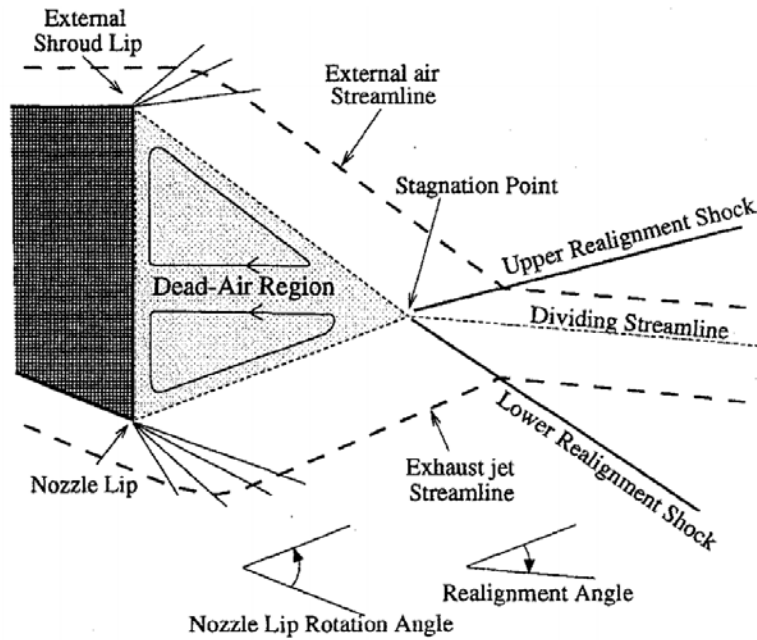 External
Shroud Lip
External air
Streamline
Stagnation Point
Upper Realignment Shock
Dead-Air Region
Dividing Streamline
Lower Realignment Shock
Nozzle Lip
Exhaust jet
Streamline
Nozzle Lip Rotation Angle
Realignment Angle